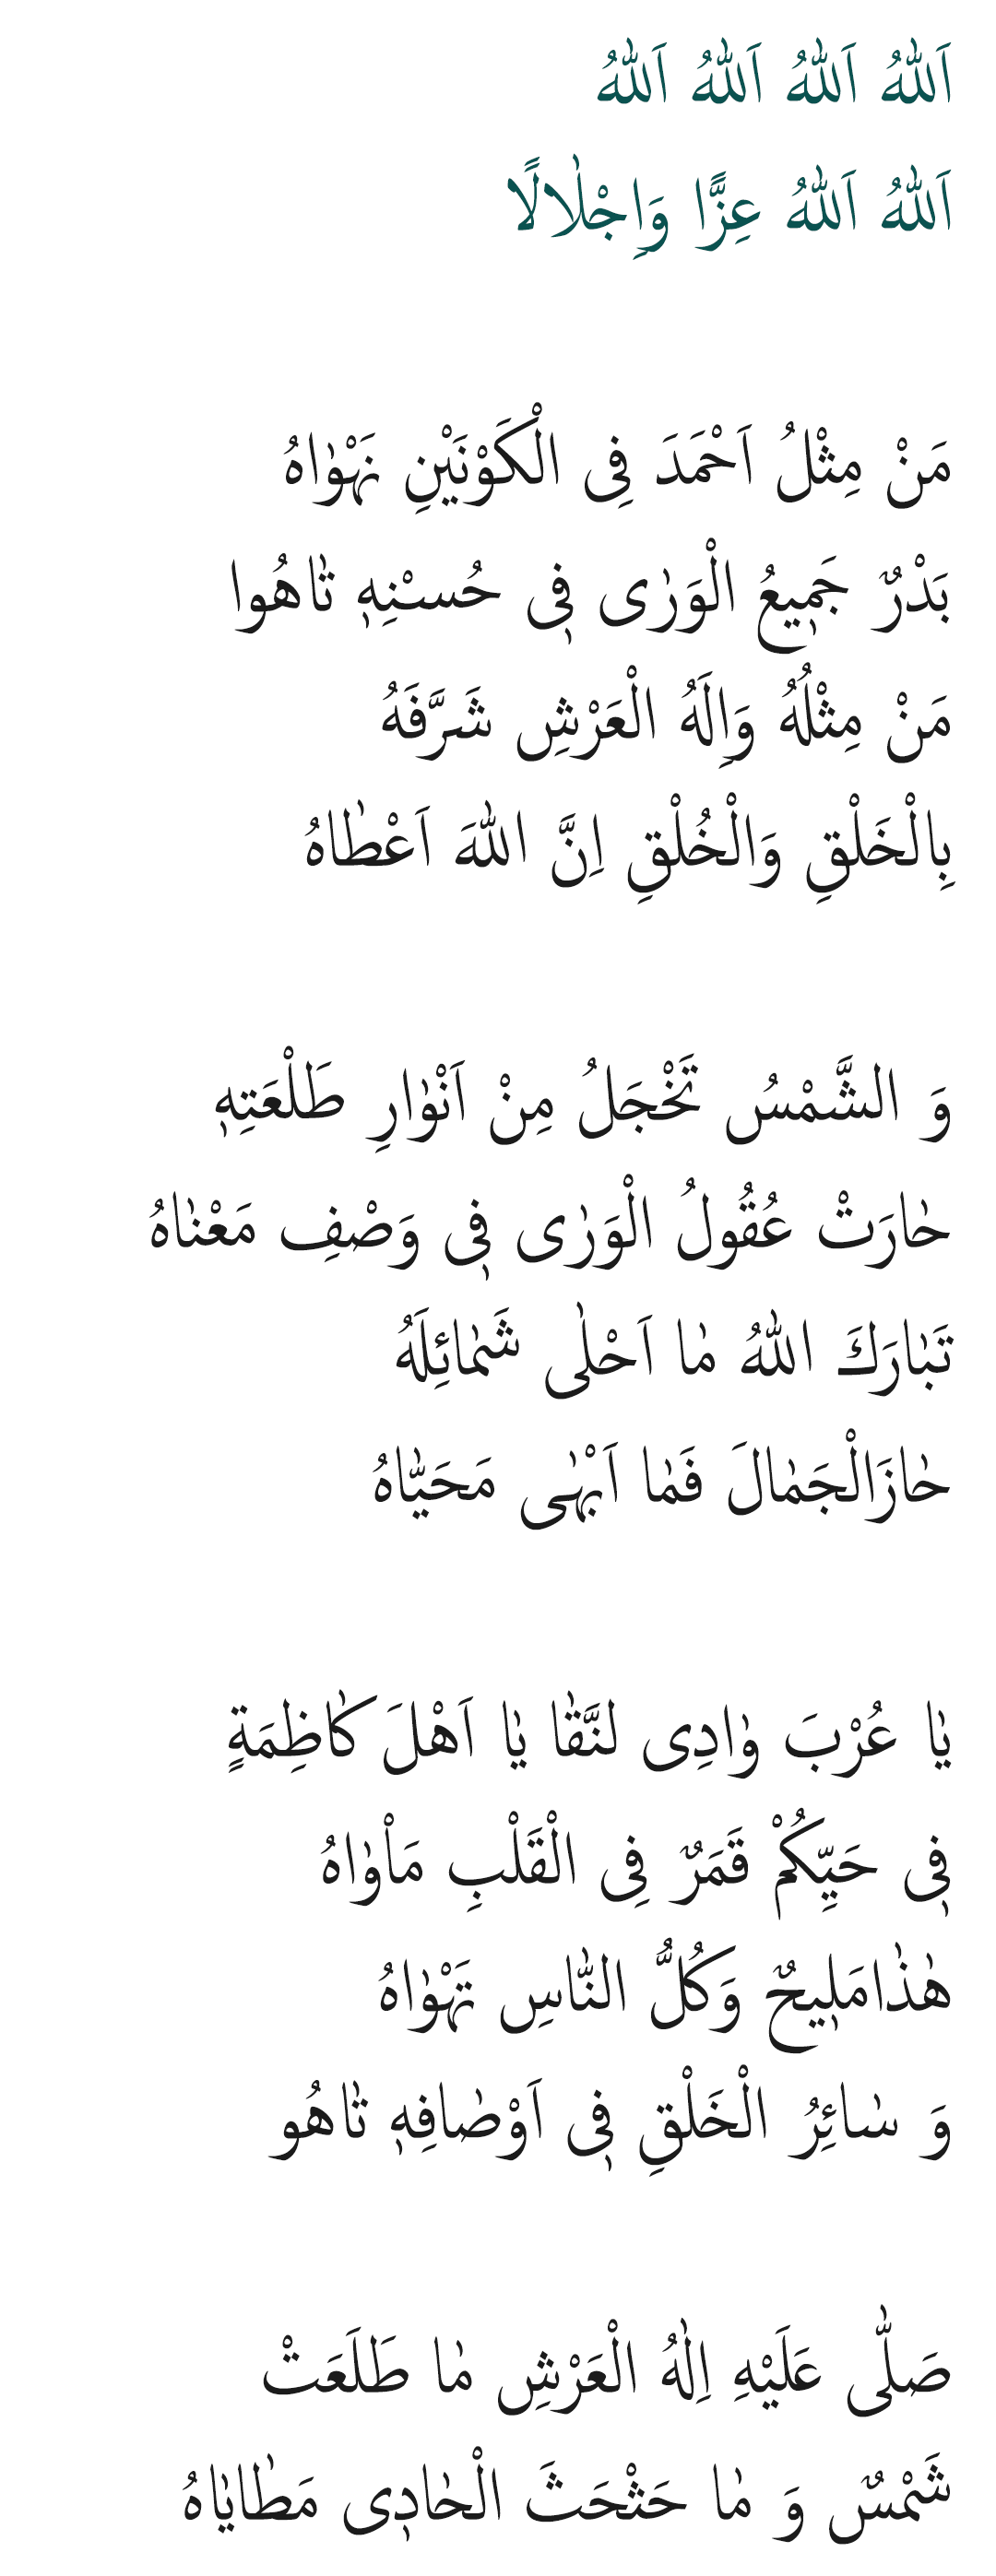 اَللّٰهُ اَللّٰهُ اَللّٰهُ اَللّٰهُ
اَللّٰهُ اَللّٰهُ عِزًّا وَاِجْلٰالًا
مَنْ مِثْلُ اَحْمَدَ فِى الْكَوْنَيْنِ نَهْوٰاهُ
بَدْرٌ جَمٖيعُ الْوَرٰى فٖى حُسْنِهٖ تٰاهُوا
مَنْ مِثْلُهُ وَاِلَهُ الْعَرْشِ شَرَّفَهُ
بِالْخَلْقِ وَالْخُلْقِ اِنَّ اللّٰهَ اَعْطٰاهُ
وَ الشَّمْسُ تَخْجَلُ مِنْ اَنْوٰارِ طَلْعَتِهٖ
حٰارَتْ عُقُولُ الْوَرٰى فٖى وَصْفِ مَعْنٰاهُ
تَبٰارَكَ اللّٰهُ مٰا اَحْلٰى شَمٰائِلَهُ
حٰازَالْجَمٰالَ فَمٰا اَبْهٰى مَحَيّٰاهُ
يٰا عُرْبَ وٰادِى لنَّقٰا يٰا اَهْلَ كٰاظِمَةٍ
فٖى حَيِّكُمْ قَمَرٌ فِى الْقَلْبِ مَاْوٰاهُ
هٰذٰامَلٖيحٌ وَكُلُّ النّٰاسِ تَهْوٰاهُ
وَ سٰائِرُ الْخَلْقِ فٖى اَوْصٰافِهٖ تٰاهُو
صَلّٰى عَلَيْهِ اِلٰهُ الْعَرْشِ مٰا طَلَعَتْ
شَمْسٌ وَ مٰا حَثْحَثَ الْحٰادٖى مَطٰايٰاهُ